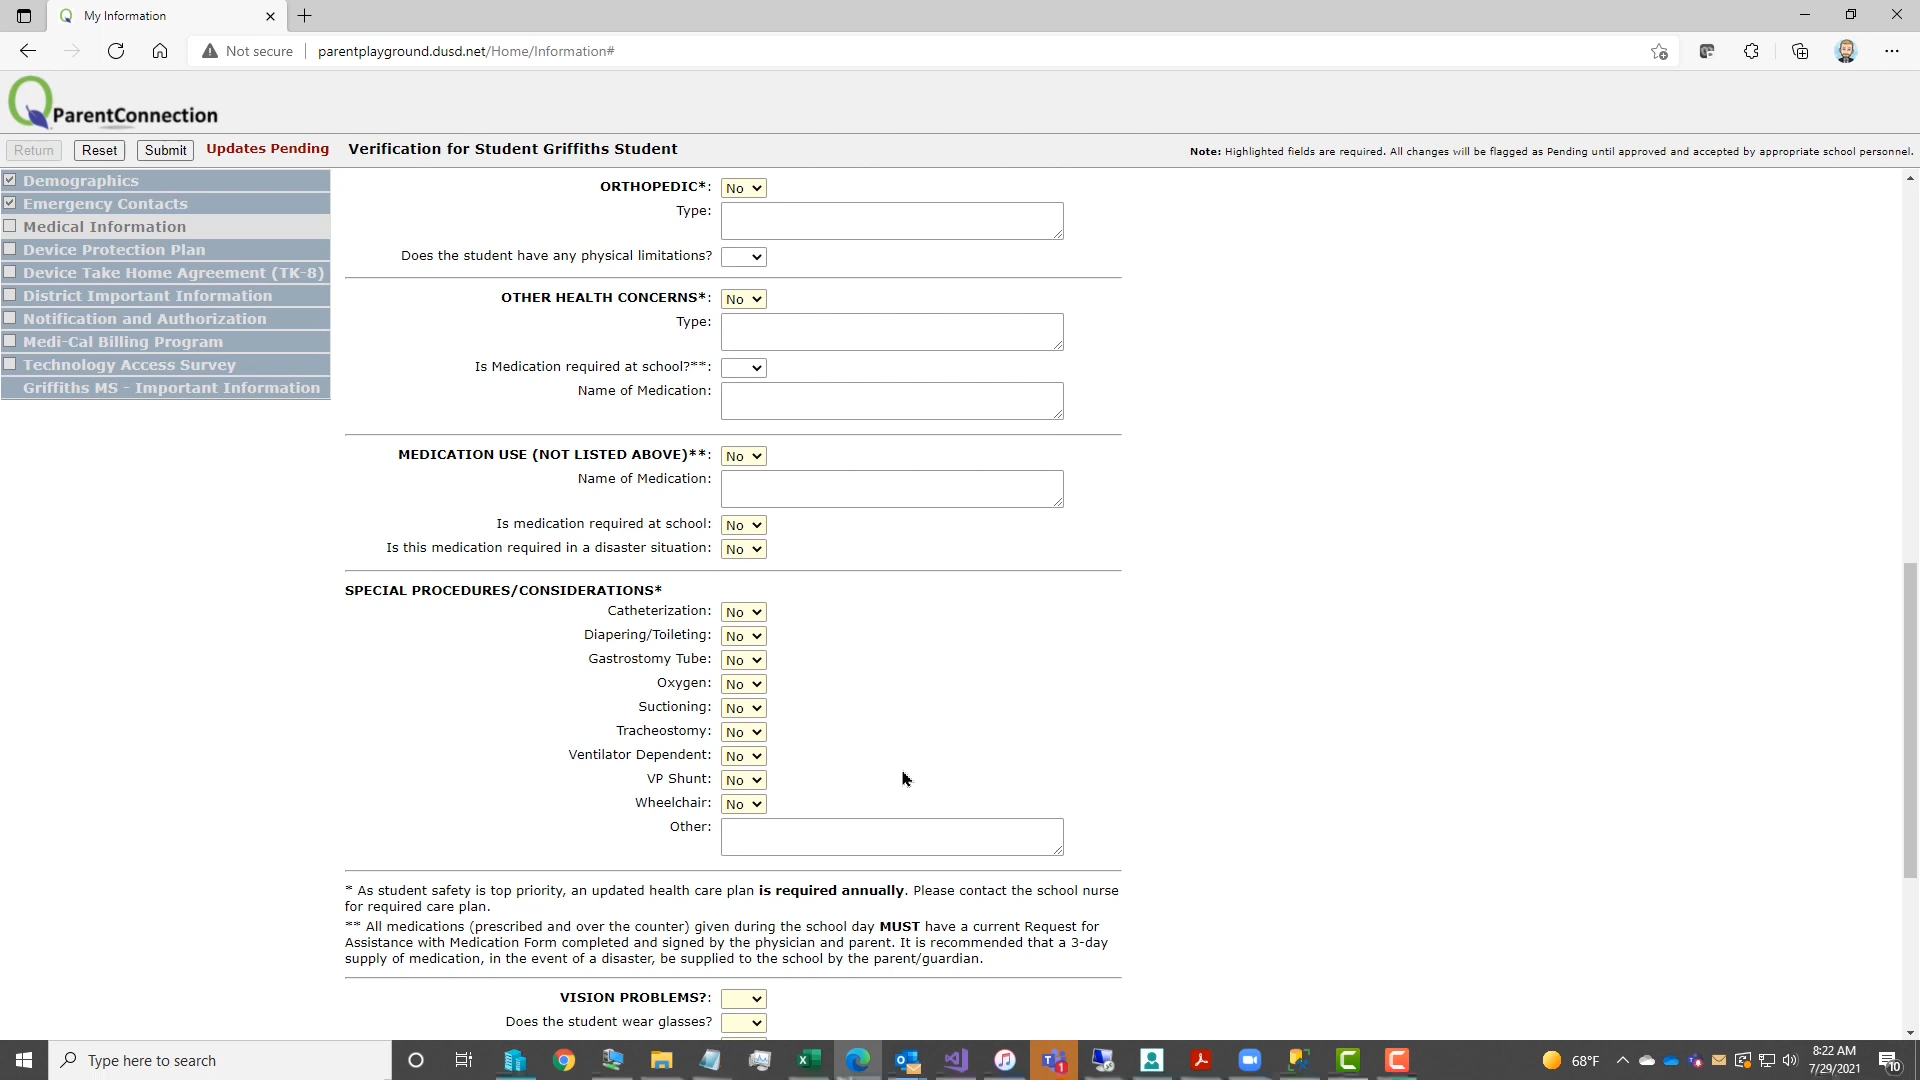 My Information
Not secure
parentplayground.dusd.net/Home/Information#
Q ParentConnection
Return
Reset
Submit
Updates Pending
Verification for Student Griffiths Student
Note: Highlighted fields are required. All changes will be flagged as Pending until approved and accepted by appropriate school personnel.
Demographics
Emergency Contacts
Medical Information
Device Protection Plan
Device Take Home Agreement (TK-8)
District Important Information
Notification and Authorization
Medi-Cal Billing Program
Technology Access Survey
Griffiths MS - Important Information
ORTHOPEDIC*: No
Type:
Does the student have any physical limitations?
OTHER HEALTH CONCERNS*: No
Type:
Is Medication required at school?**:
Name of Medication:
MEDICATION USE (NOT LISTED ABOVE)**: No
Name of Medication:
Is medication required at school: No
Is this medication required in a disaster situation: No
SPECIAL PROCEDURES/CONSIDERATIONS*
Catheterization: No
Diapering/Toileting: No
Gastrostomy Tube: No
Oxygen: No
Suctioning: No
Tracheostomy: No
Ventilator Dependent: No
VP Shunt: No
Wheelchair: No
Other:
* As student safety is top priority, an updated health care plan is required annually. Please contact the school nurse
for required care plan.
** All medications (prescribed and over the counter) given during the school day MUST have a current Request for
Assistance with Medication Form completed and signed by the physician and parent. It is recommended that a 3-day
supply of medication, in the event of a disaster, be supplied to the school by the parent/guardian.
VISION PROBLEMS?:
Does the student wear glasses?
Type here to search
68°F
8:22 AM
7/29/2021
10